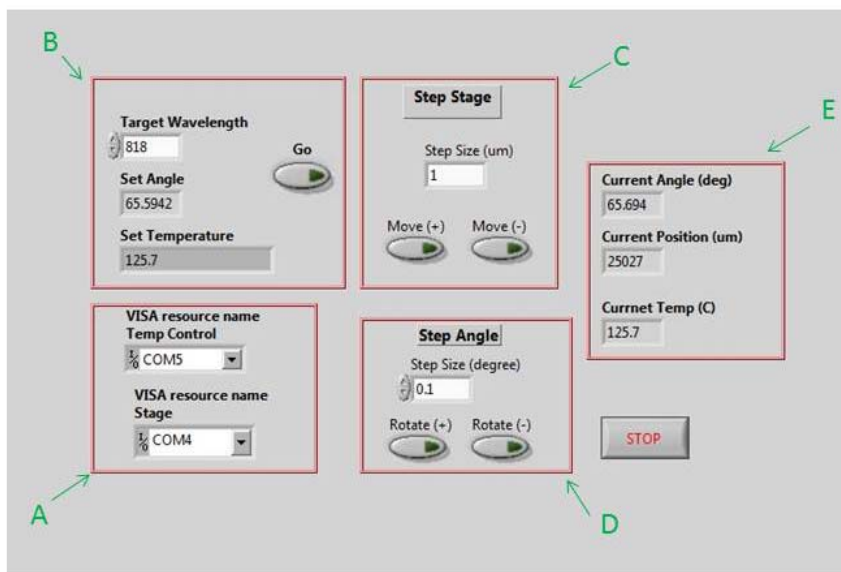 B
Target Wavelength
818
Go
Set Angle
65.5942
Set Temperature
125.7
C
Step Stage
Step Size (um)
1
Move (+) Move (-)
E
Current Angle (deg)
65.694
Current Position (um)
25027
Currnet Temp (C)
125.7
VISA resource name
Temp Control
COM5
VISA resource name
Stage
COM4
A
Step Angle
Step Size (degree)
0.1
Rotate (+) Rotate (-)
D
STOP